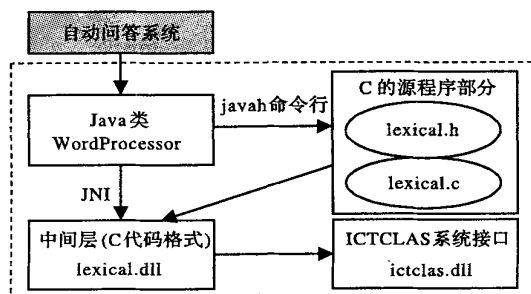 自动问答系统
Java类
WordProcessor
javah命令行
C的源程序部分
lexical.h
lexical.c
JNI
中间层(C代码格式)
lexical.dll
ICTCLAS系统接口
ictclas.dll